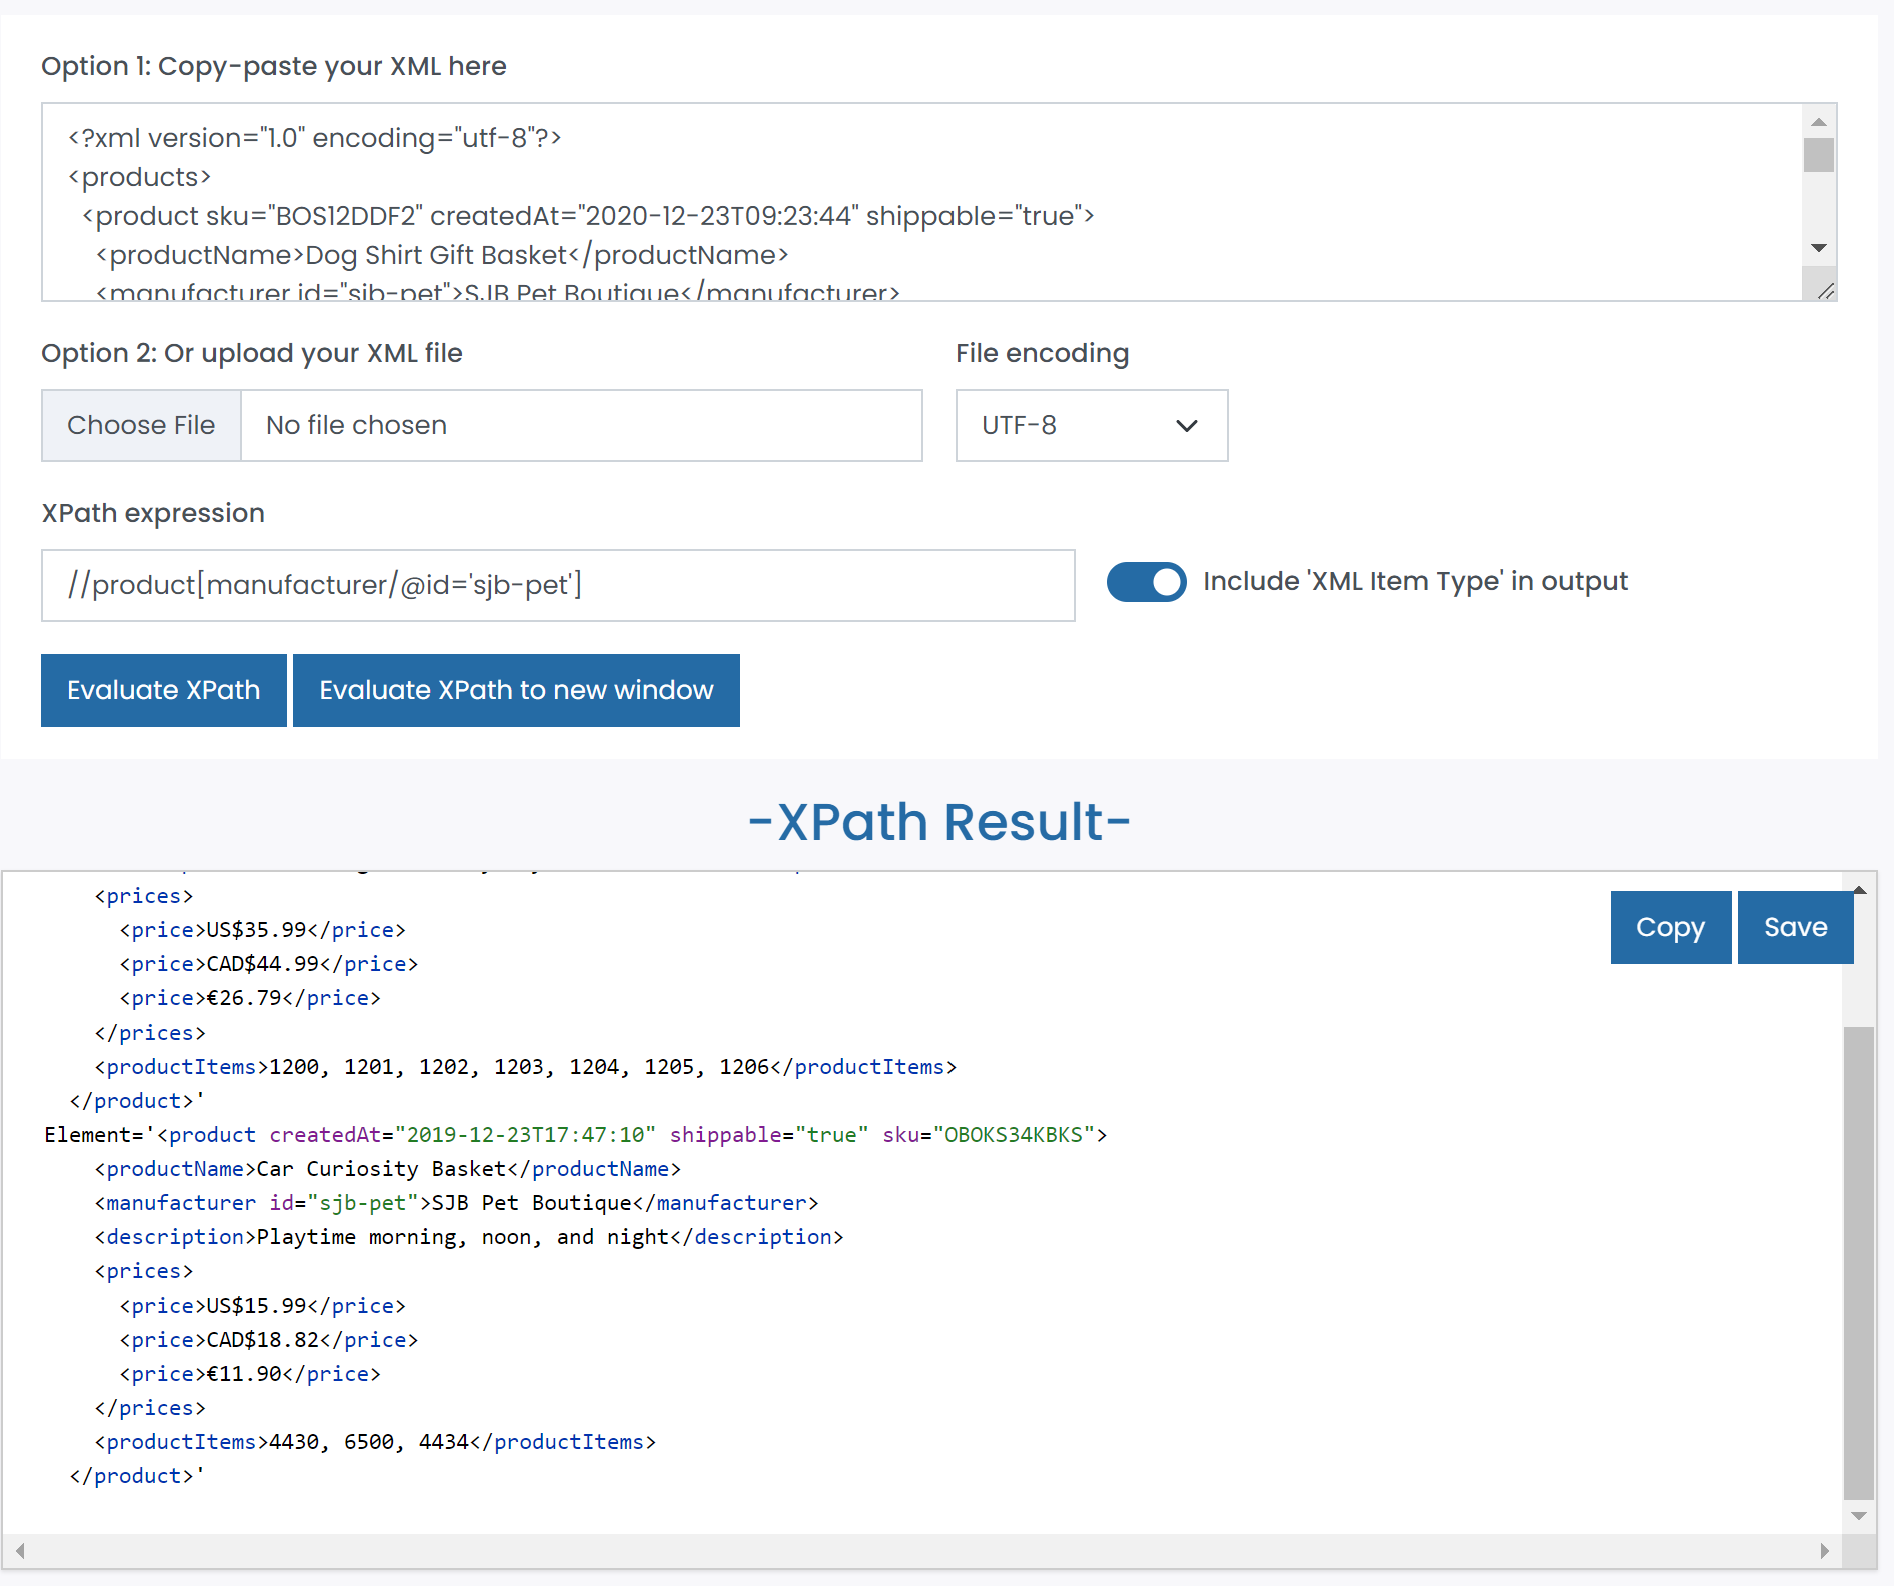 Option 1: Copy-paste your XML here
<?xml version="1.0" encoding="utf-8"?>
<products>
<product sku="BOS12DDF2" createdAt="2020-12-23T09:23:44" shippable="true">
<productName>Dog Shirt Gift Basket</productName>
<manufacturer id="sjb-pet">SJB Pet Boutique</manufacturer>
Option 2: Or upload your XML file
File encoding
Choose File
No file chosen
UTF-8
XPath expression
//product[manufacturer/@id='sjb-pet']
Include 'XML Item Type' in output
Evaluate XPath
Evaluate XPath to new window
-XPath Result-
Copy
Save
<prices>
<price>US$35.99</price>
<price>CAD$44.99</price>
<price>€26.79</price>
</prices>
<productItems>1200, 1201, 1202, 1203, 1204, 1205, 1206</productItems>
</product>'
Element='<product createdAt="2019-12-23T17:47:10" shippable="true" sku="OBOKS34KBKS">
<productName>Car Curiosity Basket</productName>
<manufacturer id="sjb-pet">SJB Pet Boutique</manufacturer>
<description>Playtime morning, noon, and night</description>
<prices>
<price>US$15.99</price>
<price>CAD$18.82</price>
<price>€11.90</price>
</prices>
<productItems>4430, 6500, 4434</productItems>
</product>'